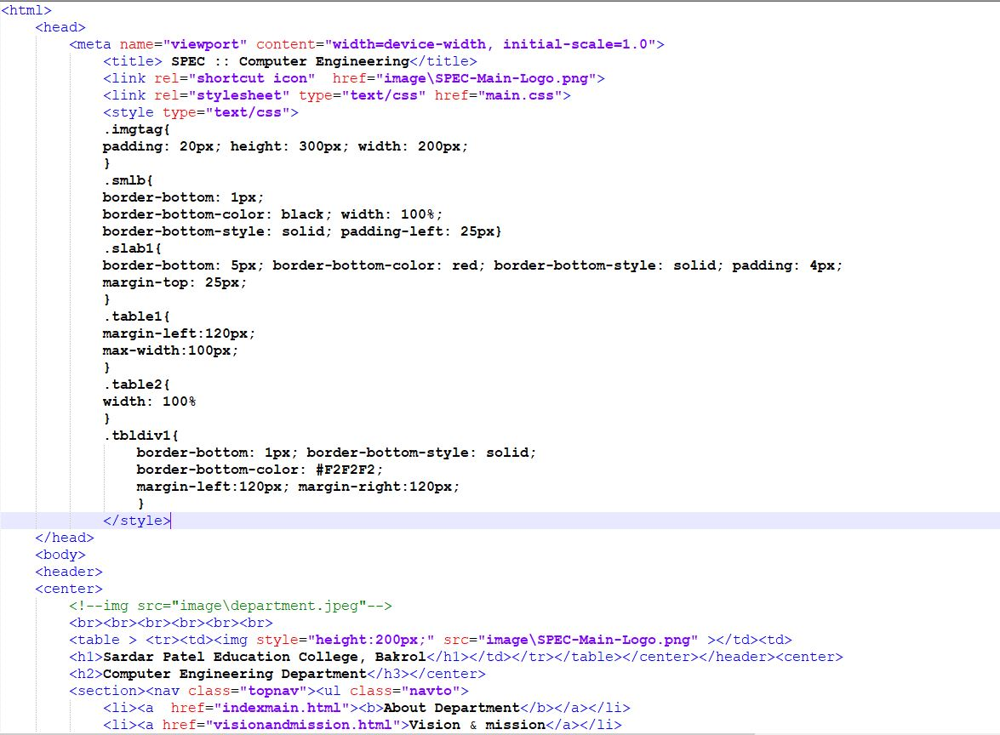 <html>
<head>
<meta name="viewport" content="width=device-width, initial-scale=1.0">
<title> SPEC :: Computer Engineering</title>
<link rel="shortcut icon"  href="image\SPEC-Main-Logo.png">
<link rel="stylesheet" type="text/css" href="main.css">
<style type="text/css">
.imgtag{
padding: 20px; height: 300px; width: 200px;
}
.smlb{
border-bottom: 1px;
border-bottom-color: black; width: 100%;
border-bottom-style: solid; padding-left: 25px}
.slab1{
border-bottom: 5px; border-bottom-color: red; border-bottom-style: solid; padding: 4px;
margin-top: 25px;
}
.table1{
margin-left:120px;
max-width:100px;
}
.table2{
width: 100%
}
.tbldiv1{
border-bottom: 1px; border-bottom-style: solid;
border-bottom-color: #F2F2F2;
margin-left:120px; margin-right:120px;
}
</style>
</head>
<body>
<header>
<center>
<!--img src="image\department.jpeg"-->
<br><br><br><br><br><br>
<table > <tr><td><img style="height:200px;" src="image\SPEC-Main-Logo.png" ></td><td>
<h1>Sardar Patel Education College, Bakrol</h1></td></tr></table></center></header><center>
<h2>Computer Engineering Department</h3></center>
<section><nav class="topnav"><ul class="navto">
<li><a  href="indexmain.html"><b>About Department</b></a></li>
<li><a href="visionandmission.html">Vision & mission</a></li>